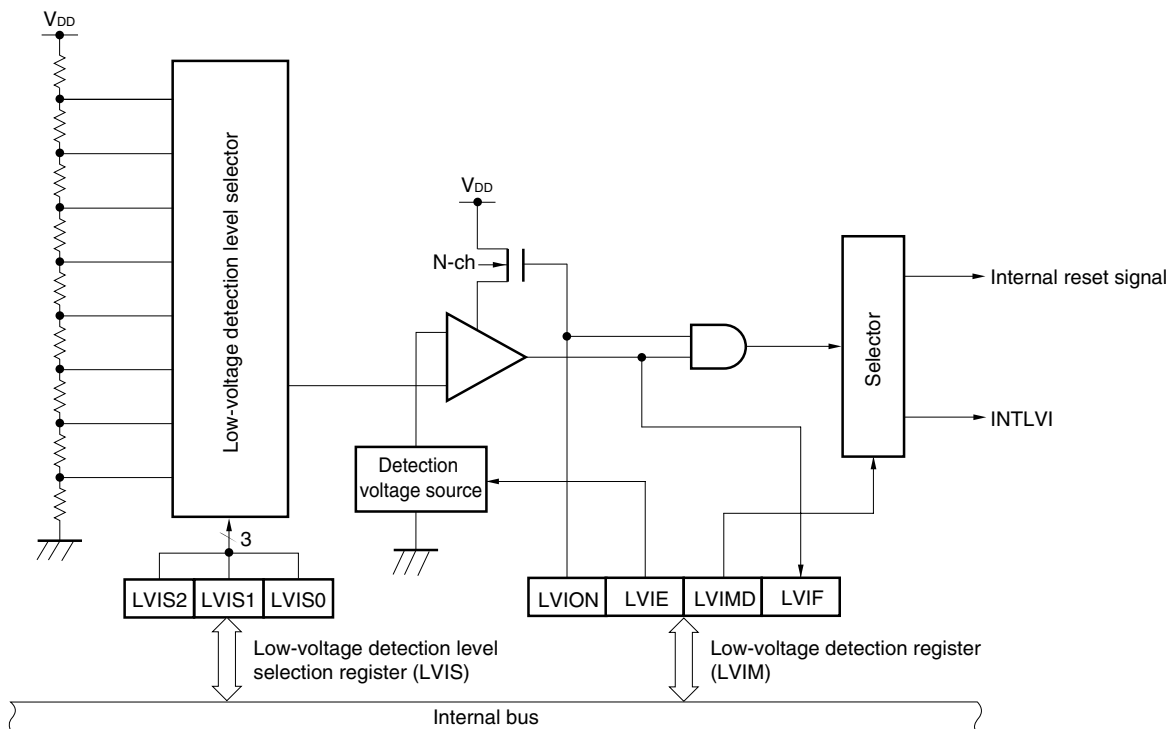 VDD
Low-voltage detection level selector
VDD
N-ch
Selector
Internal reset signal
INTLVI
Detection
voltage source
3
LVIS2 LVIS1 LVIS0
LVION LVIE LVIMD LVIF
Low-voltage detection level
selection register (LVIS)
Low-voltage detection register
(LVIM)
Internal bus